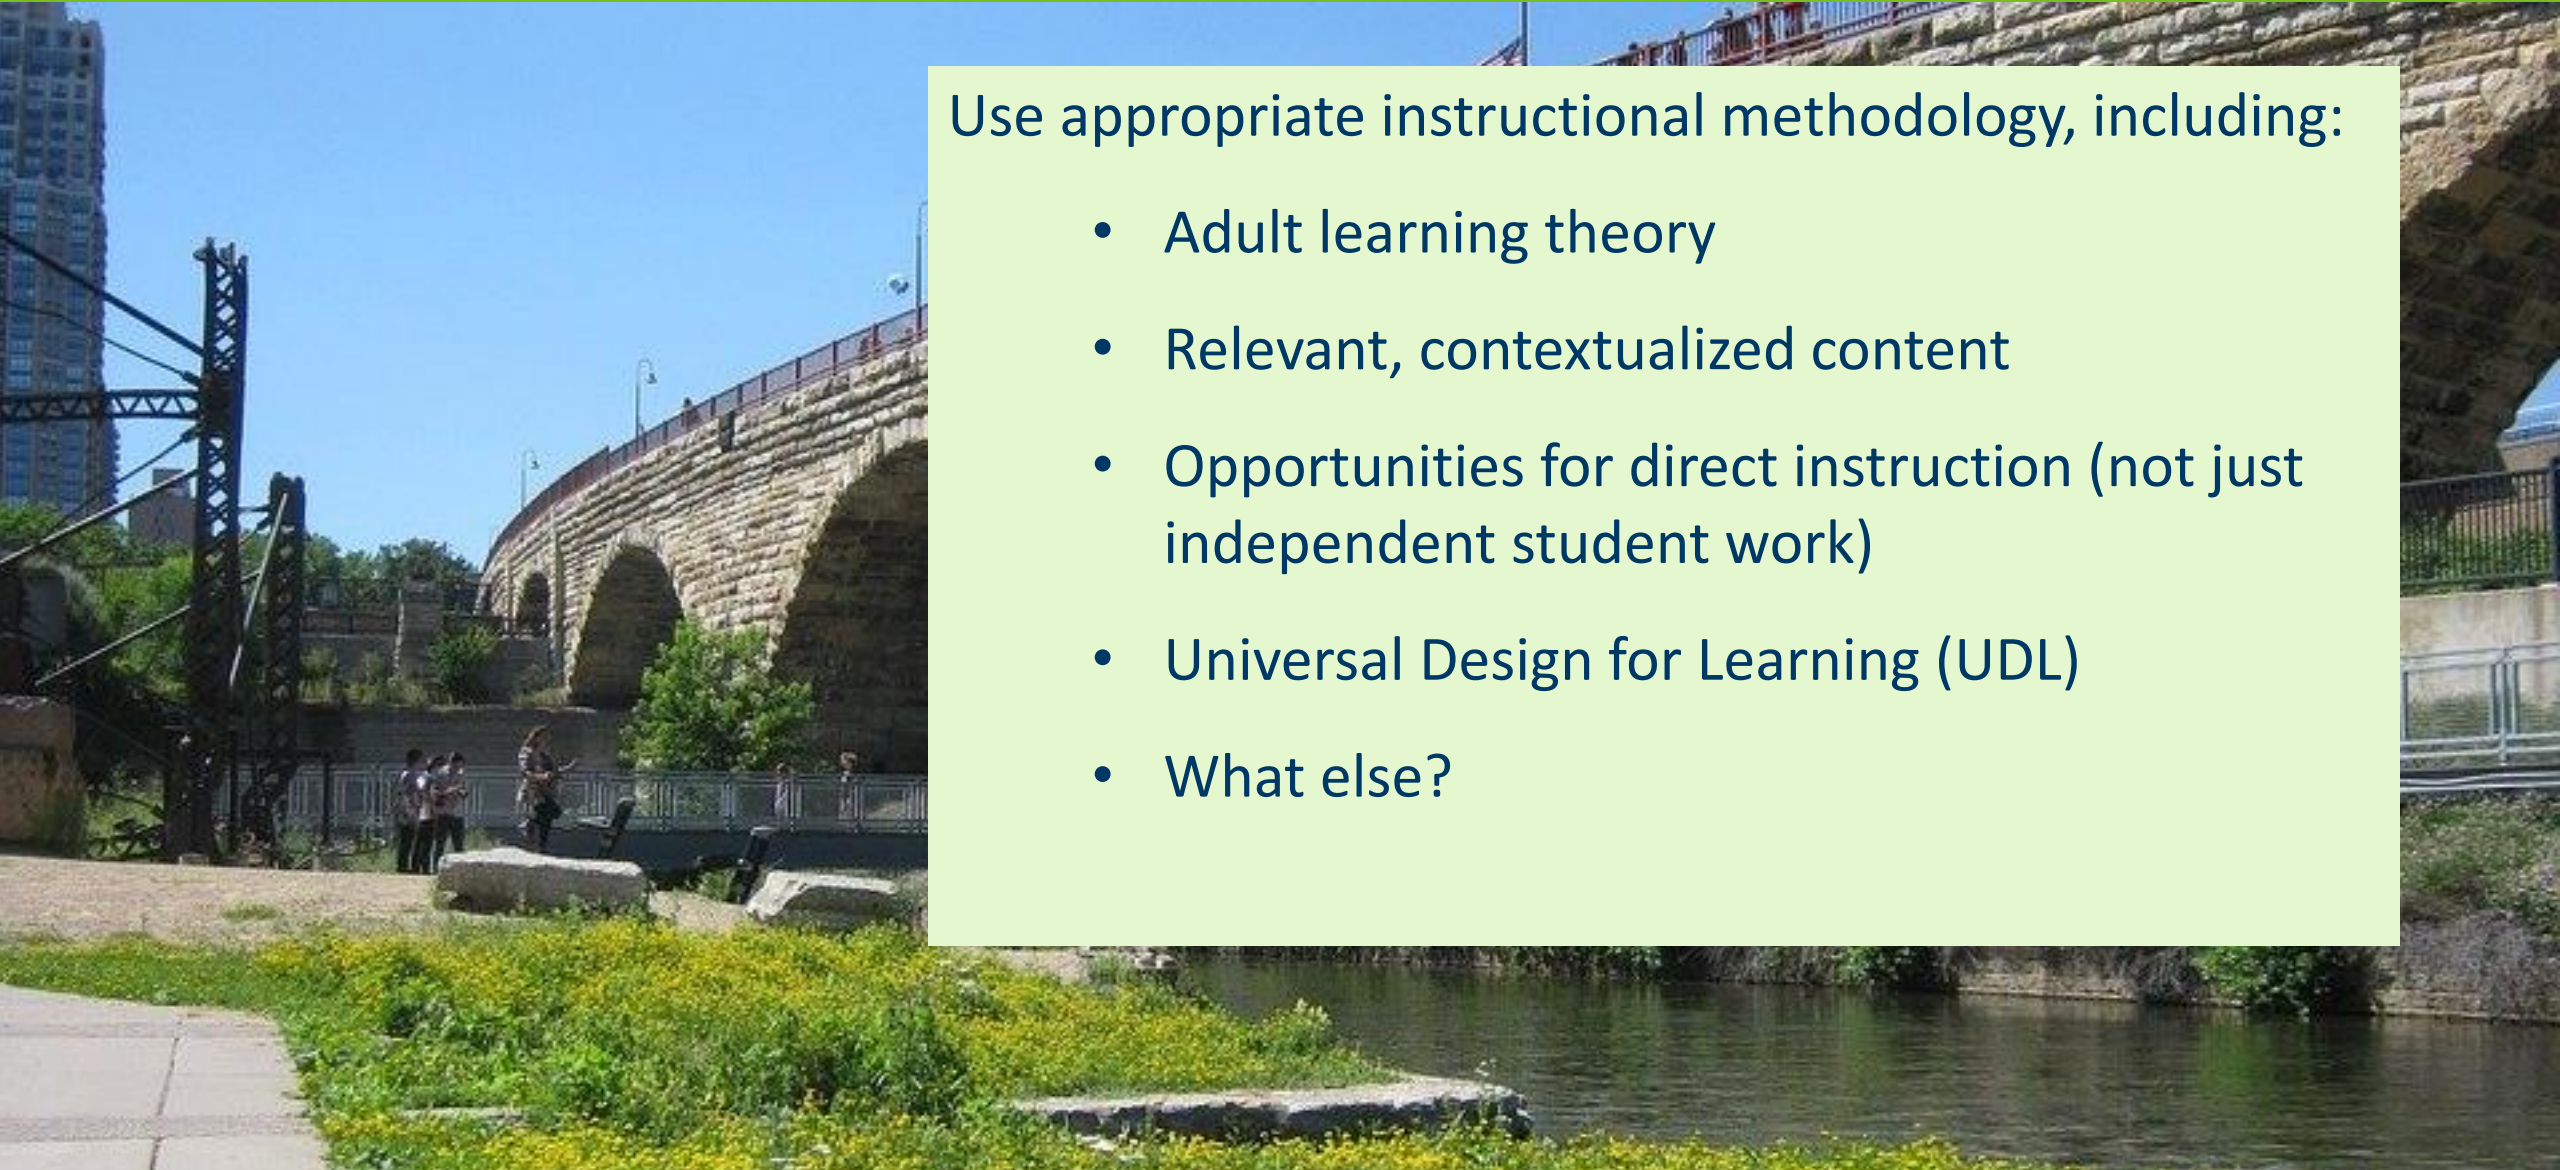 Use appropriate instructional methodology, including:
• Adult learning theory
• Relevant, contextualized content
• Opportunities for direct instruction (not just
independent student work)
• Universal Design for Learning (UDL)
• What else?